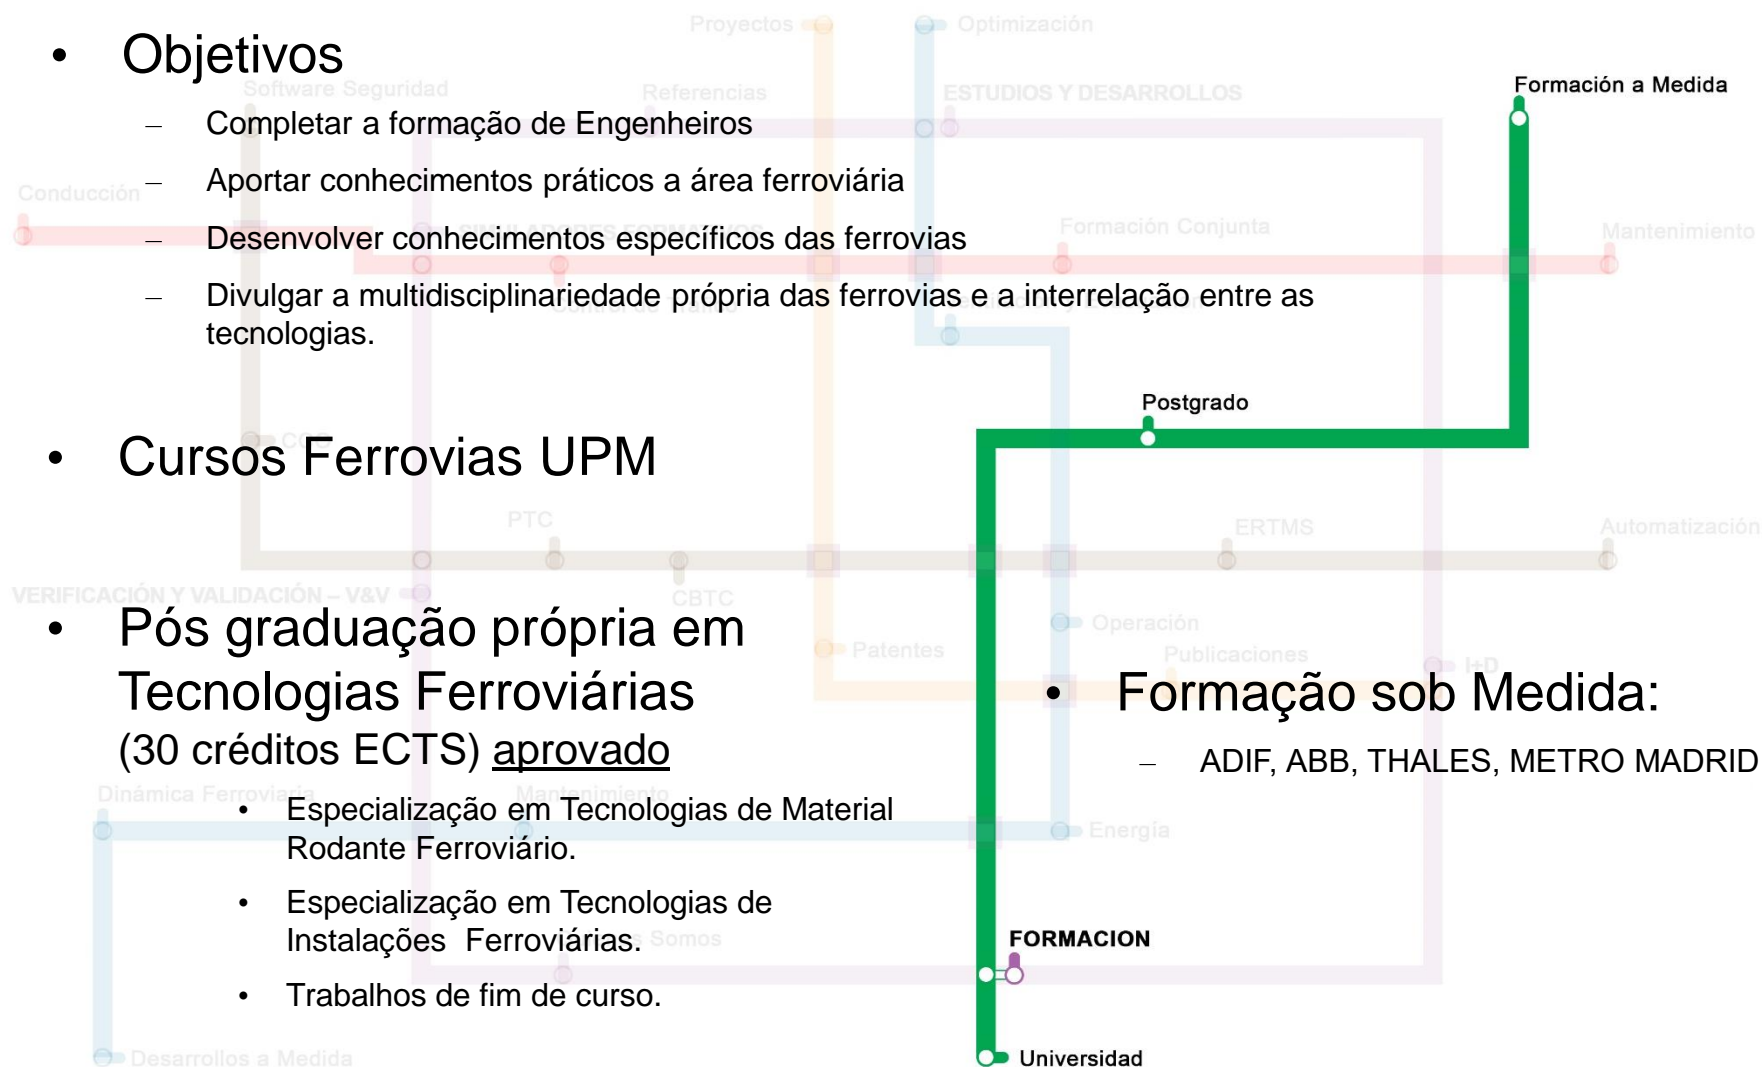 Proyectos
Optimización
• Objetivos
Software Seguridad
Referencias
ESTUDIOS Y DESARROLLOS
Formación a Medida
– Completar a formação de Engenheiros
– Aportar conhecimentos práticos a área ferroviária
Conducción
– Desenvolver conhecimentos específicos das ferrovias
Formación Conjunta
Mantenimiento
– Divulgar a multidisciplinariedade própria das ferrovias e a interrelação entre as
tecnologias.
Postgrado
• Cursos Ferrovias UPM
PTC
ERTMS
Automatización
VERIFICACIÓN Y VALIDACIÓN – V&V
CBTC
• Pós graduação própria em
Tecnologias Ferroviárias
(30 créditos ECTS) aprovado
Operación
Patentes
Publicaciones
I+D
• Formação sob Medida:
– ADIF, ABB, THALES, METRO MADRID
Dinámica Ferroviaria
Mantenimiento
Energía
• Especialização em Tecnologias de Material
Rodante Ferroviário.
• Especialização em Tecnologias de
Instalações Ferroviárias.
Somos
• Trabalhos de fim de curso.
FORMACION
Desarrollos a Medida
Universidad